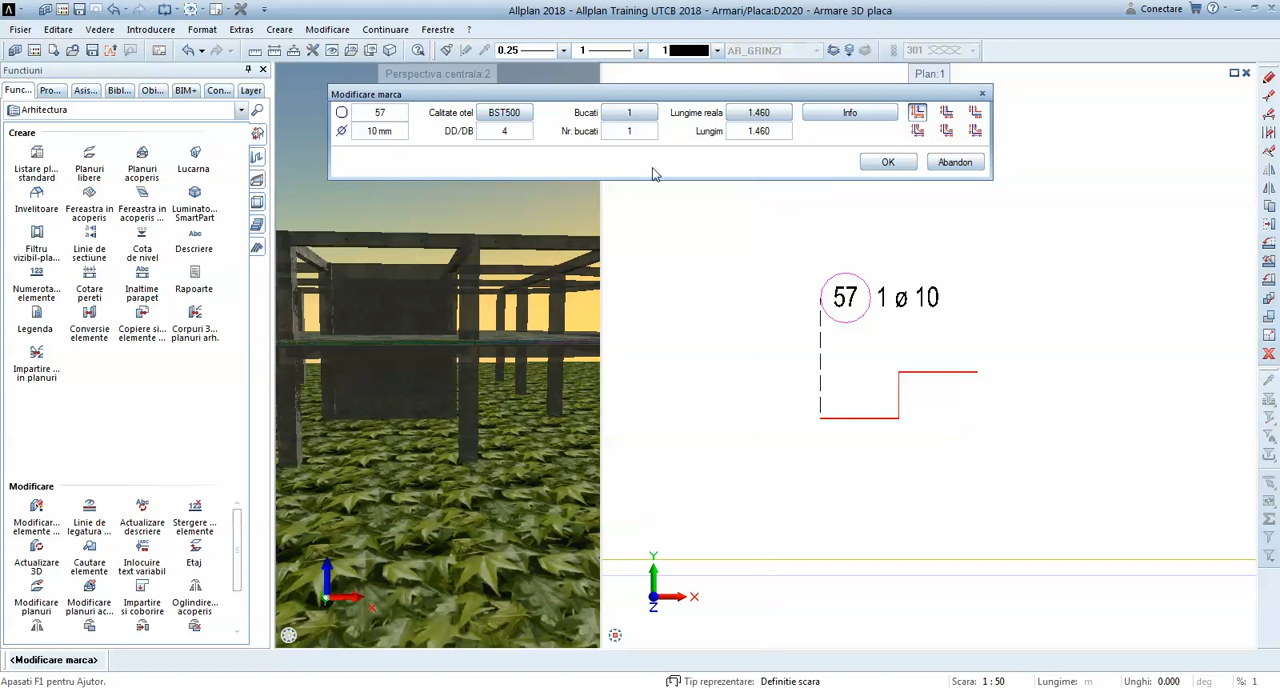 Allplan 2018 - Allplan Training UTCB - Armari/Placa:D2020 - Armare 3D placa
Conectare
Fisier Editare Vedere Introducere Format Extras Creare Modificare Continuare Ferestre ?
0.25 1 1 AR_GRINZI 301
Functiuni
Func... Pro... Asis... Bibl... Obi... BIM+ Con... Layer
Arhitectura
Creare
Listare pl... standard
Planuri libere
Planuri acoperis
Lucarna
Invelitoare
Fereastra in acoperis
Fereastra in acoperis ...
Luminato... SmartPart
Filtru vizibil-pla...
Linie de sectiune
Cota de nivel
Descriere
Numerota... elemente
Cotare pereti
Inaltime parapet
Rapoarte
Legenda
Conversie elemente
Copiere si... elemente
Corpuri 3... planuri arh.
Impartire ... in planuri
Modificare
Modificar... elemente ...
Linie de legatura ...
Actualizare descriere
Stergere ... elemente
Actualizare 3D
Cautare elemente
Inlocuire text variabil
Etaj
Modificare planuri
Modificare planuri ac...
Impartire si coborire
Oglindire... acoperis
<Modificare marca>
Apasati F1 pentru Ajutor.
Perspectiva centrala:2
Plan:1
Modificare marca
57 Calitate otel BST500 Bucati 1 Lungime reala 1.460 Info
10 mm DD/DB 4 Nr. bucati 1 Lungim 1.460
OK Abandon
57 1 ø 10
X
Y
X
Z
Tip reprezentare: Definitie scara Scara: 1 : 50 Lungime: m Unghi: 0.000 deg %: 1